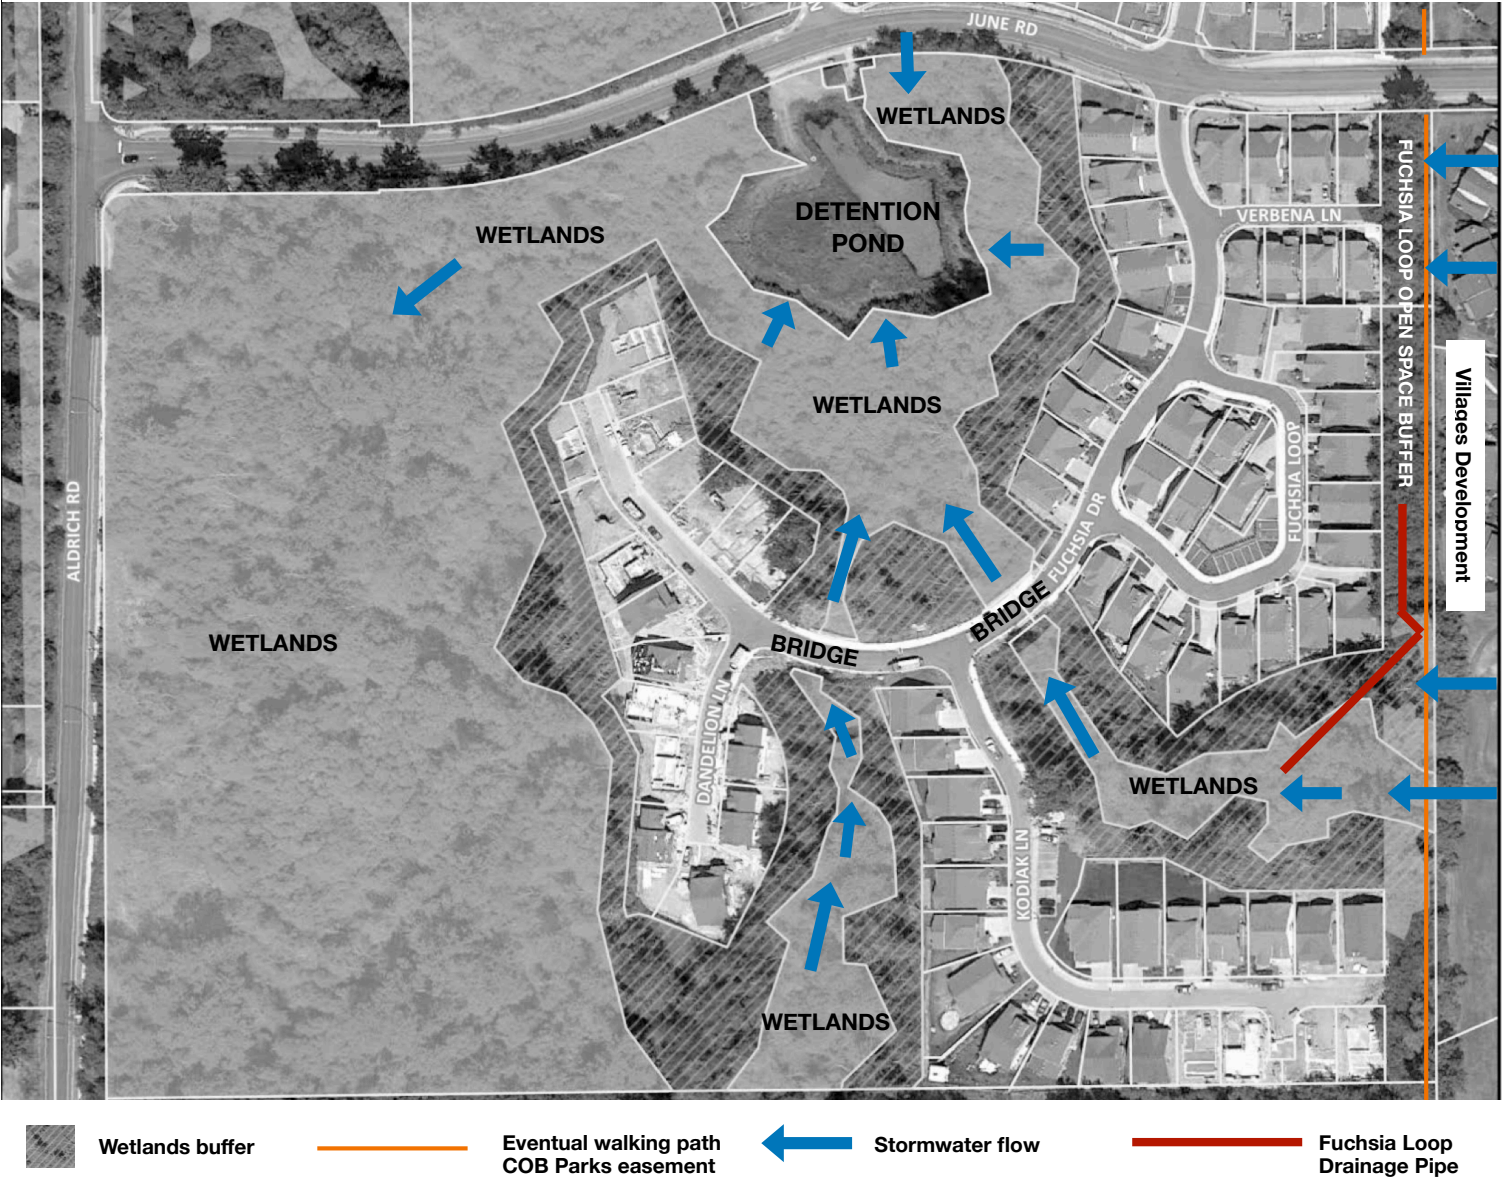 JUNE RD
WETLANDS
DETENTION
POND
VERBENA LN
WETLANDS
FUCHSIA LOOP OPEN SPACE BUFFER
Villages Development
WETLANDS
FUCHSIA LOOP
FUCHSIA DR
ALDRICH RD
BRIDGE
BRIDGE
WETLANDS
DANDELION LN
WETLANDS
KODIAK LN
WETLANDS
Wetlands buffer
Eventual walking path
COB Parks easement
Stormwater flow
Fuchsia Loop
Drainage Pipe